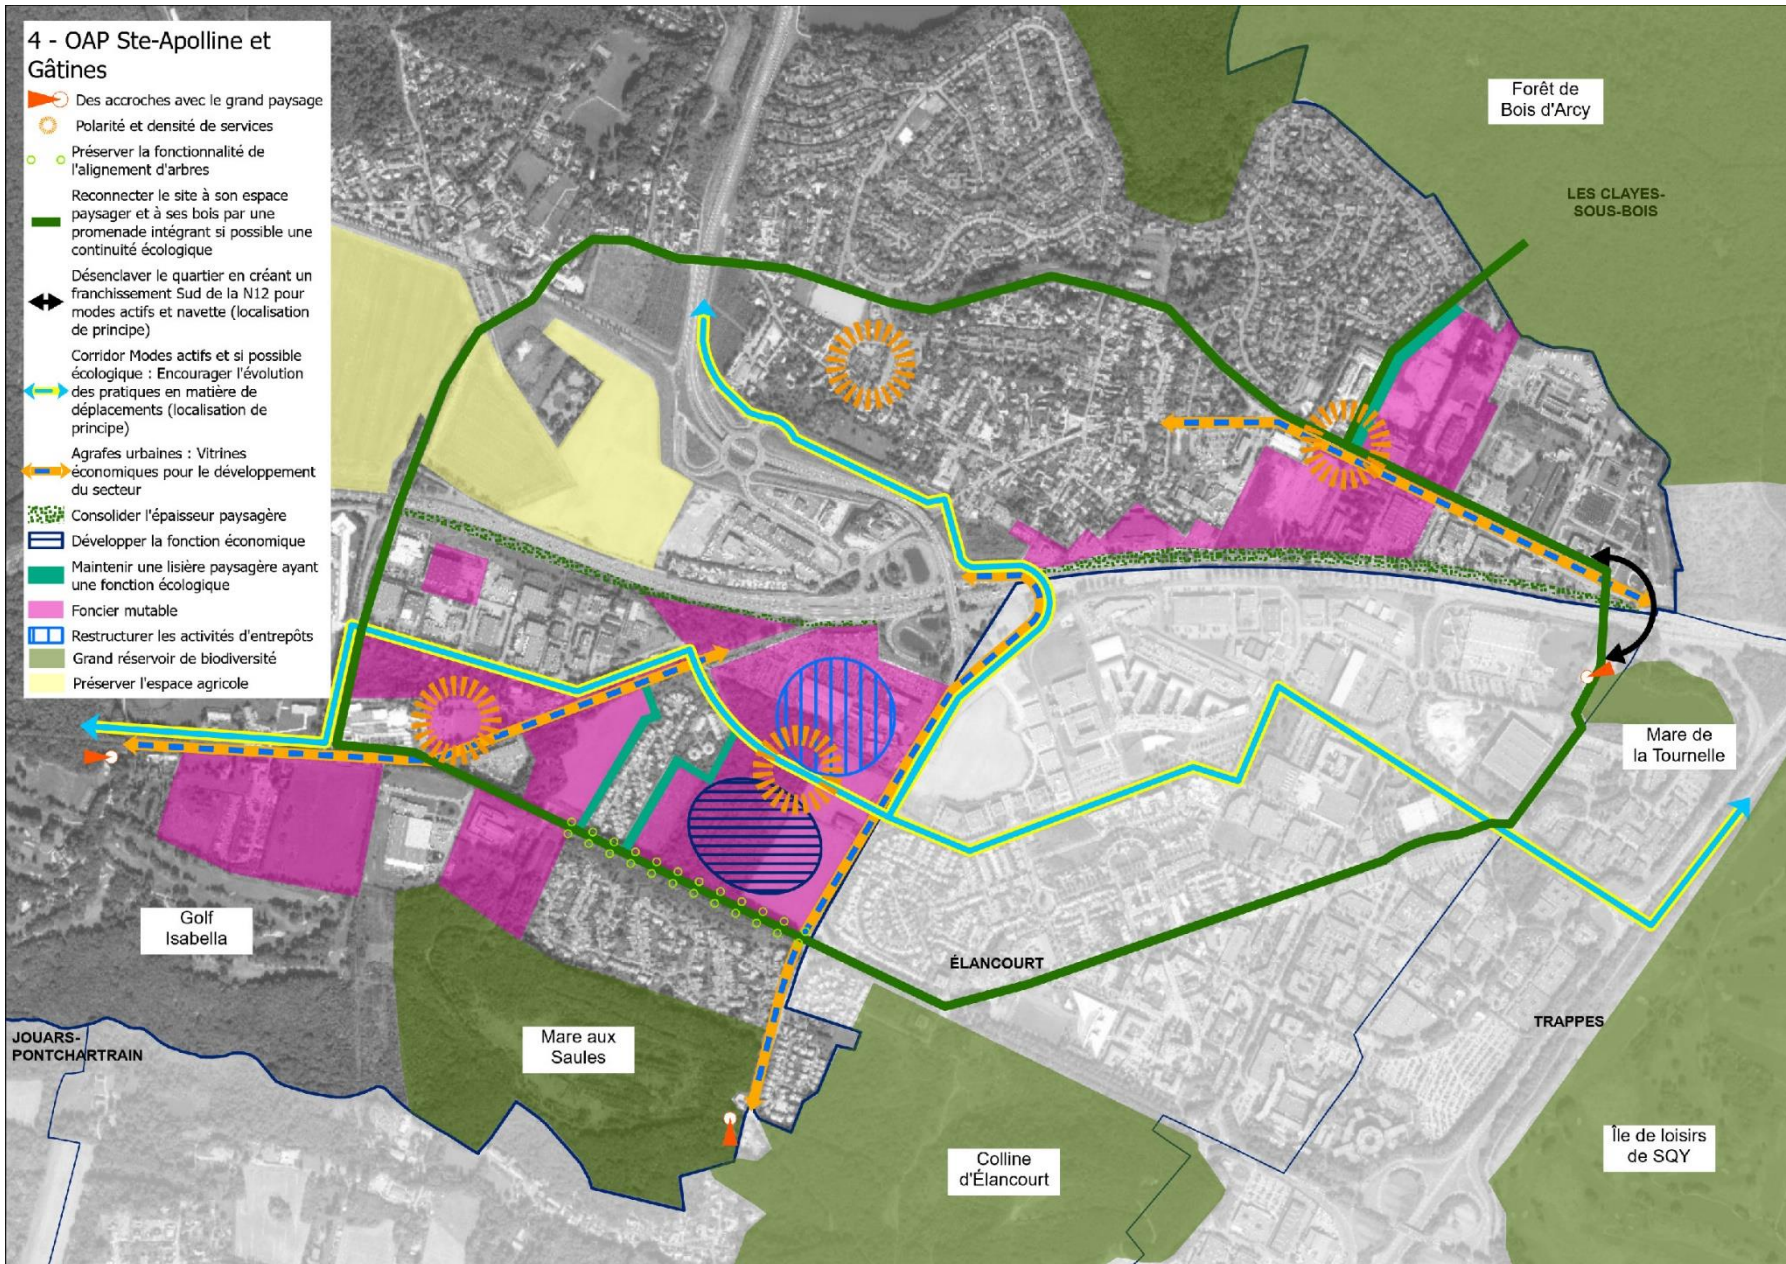 4 - OAP Ste-Apolline et
Gâtines
Des accroches avec le grand paysage
Polarité et densité de services
Préserver la fonctionnalité de
l'alignement d'arbres
Reconnecter le site à son espace
paysager et à ses bois par une
promenade intégrant si possible une
continuité écologique
Désenclaver le quartier en créant un
franchissement Sud de la N12 pour
modes actifs et navette (localisation
de principe)
Corridor Modes actifs et si possible
écologique : Encourager l'évolution
des pratiques en matière de
déplacements (localisation de
principe)
Agrafes urbaines : Vitrines
économiques pour le développement
du secteur
Consolider l'épaisseur paysagère
Développer la fonction économique
Maintenir une lisière paysagère ayant
une fonction écologique
Foncier mutable
Restructurer les activités d'entrepôts
Grand réservoir de biodiversité
Préserver l'espace agricole
Forêt de
Bois d'Arcy
LES CLAYES-
SOUS-BOIS
Mare de
la Tournelle
Golf
Isabella
ÉLANCOURT
TRAPPES
JOUARS-
PONTCHARTRAIN
Mare aux
Saules
Colline
d'Élancourt
Île de loisirs
de SQY